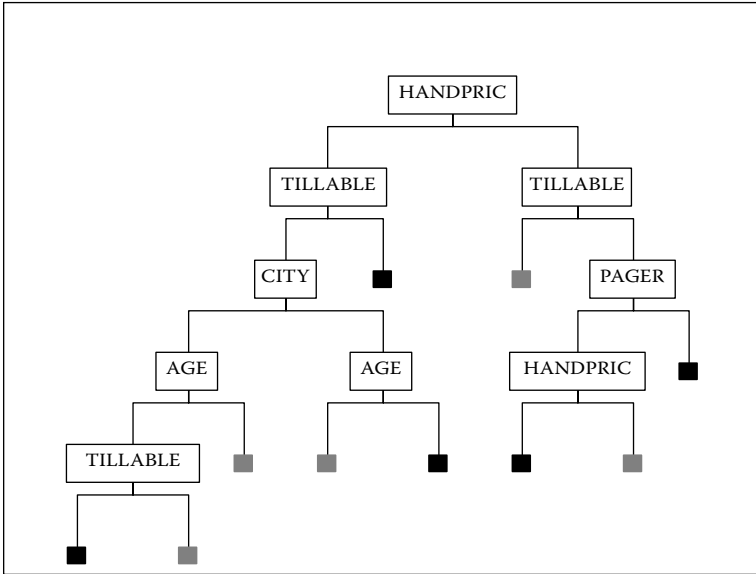 HANDPRIC
TILLABLE
TILLABLE
CITY
PAGER
AGE
AGE
HANDPRIC
TILLABLE